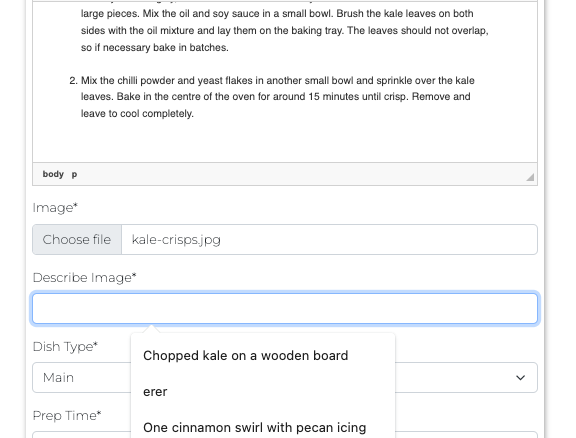 large pieces. Mix the oil and soy sauce in a small bowl. Brush the kale leaves on both
sides with the oil mixture and lay them on the baking tray. The leaves should not overlap,
so if necessary bake in batches.
2. Mix the chilli powder and yeast flakes in another small bowl and sprinkle over the kale
leaves. Bake in the centre of the oven for around 15 minutes until crisp. Remove and
leave to cool completely.
body p
Image*
Choose file kale-crisps.jpg
Describe Image*
Dish Type*
Chopped kale on a wooden board
Main
erer
Prep Time*
One cinnamon swirl with pecan icing